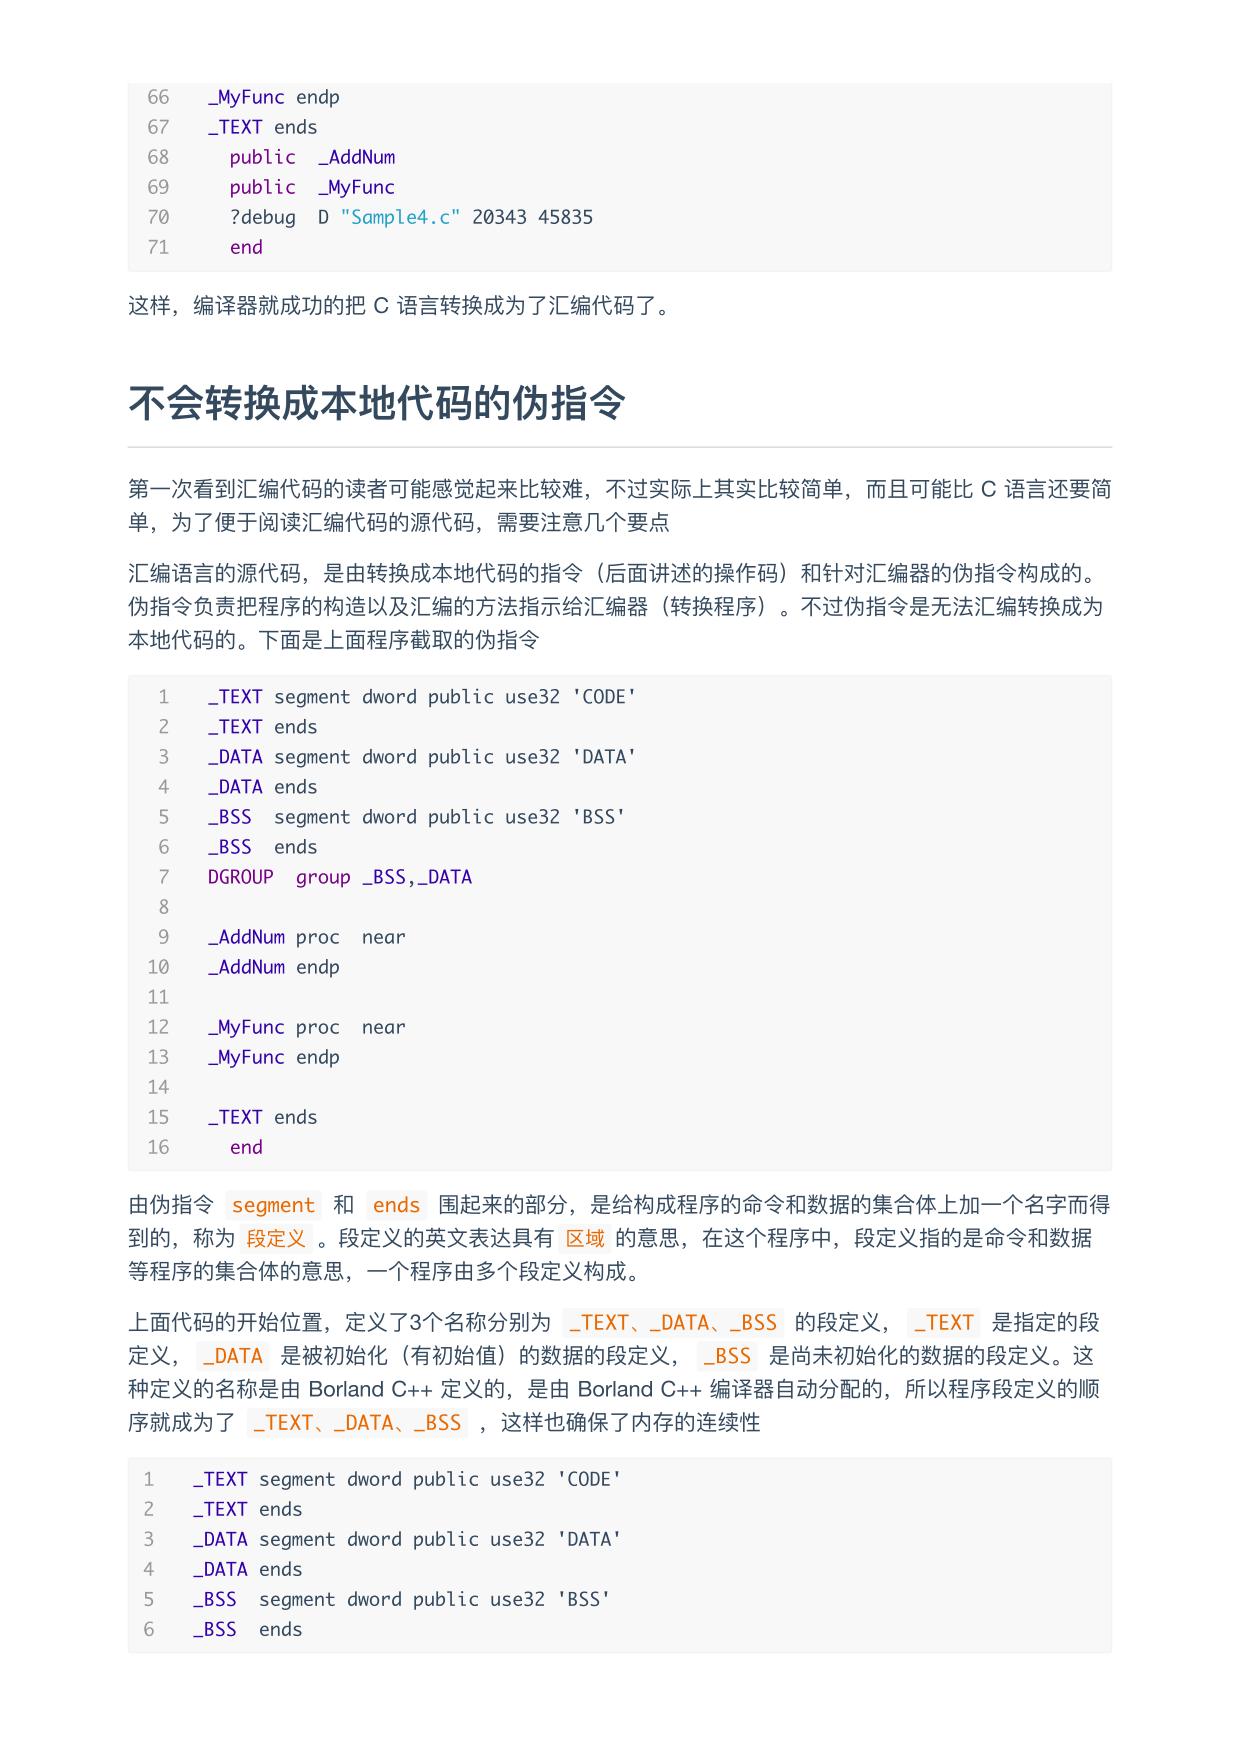 66 _MyFunc endp
67 _TEXT ends
68 public _AddNum
69 public _MyFunc
70 ?debug D "Sample4.c" 20343 45835
71 end
这样，编译器就成功的把 C 语言转换成为了汇编代码了。
不会转换成本地代码的伪指令
第一次看到汇编代码的读者可能感觉起来比较难，不过实际上其实比较简单，而且可能比 C 语言还要简
单，为了便于阅读汇编代码的源代码，需要注意几个要点
汇编语言的源代码，是由转换成本地代码的指令（后面讲述的操作码）和针对汇编器的伪指令构成的。
伪指令负责把程序的构造以及汇编的方法指示给汇编器（转换程序）。不过伪指令是无法汇编转换成为
本地代码的。下面是上面程序截取的伪指令
1 _TEXT segment dword public use32 'CODE'
2 _TEXT ends
3 _DATA segment dword public use32 'DATA'
4 _DATA ends
5 _BSS  segment dword public use32 'BSS'
6 _BSS  ends
7 DGROUP  group _BSS,_DATA
8
9 _AddNum proc  near
10 _AddNum endp
11
12 _MyFunc proc  near
13 _MyFunc endp
14
15 _TEXT ends
16 end
由伪指令 segment 和 ends 围起来的部分，是给构成程序的命令和数据的集合体上加一个名字而得
到的，称为 段定义 。段定义的英文表达具有 区域 的意思，在这个程序中，段定义指的是命令和数据
等程序的集合体的意思，一个程序由多个段定义构成。
上面代码的开始位置，定义了3个名称分别为 _TEXT、_DATA、_BSS 的段定义， _TEXT 是指定的段
定义， _DATA 是被初始化（有初始值）的数据的段定义， _BSS 是尚未初始化的数据的段定义。这
种定义的名称是由 Borland C++ 定义的，是由 Borland C++ 编译器自动分配的，所以程序段定义的顺
序就成为了 _TEXT、_DATA、_BSS ，这样也确保了内存的连续性
1 _TEXT segment dword public use32 'CODE'
2 _TEXT ends
3 _DATA segment dword public use32 'DATA'
4 _DATA ends
5 _BSS  segment dword public use32 'BSS'
6 _BSS  ends